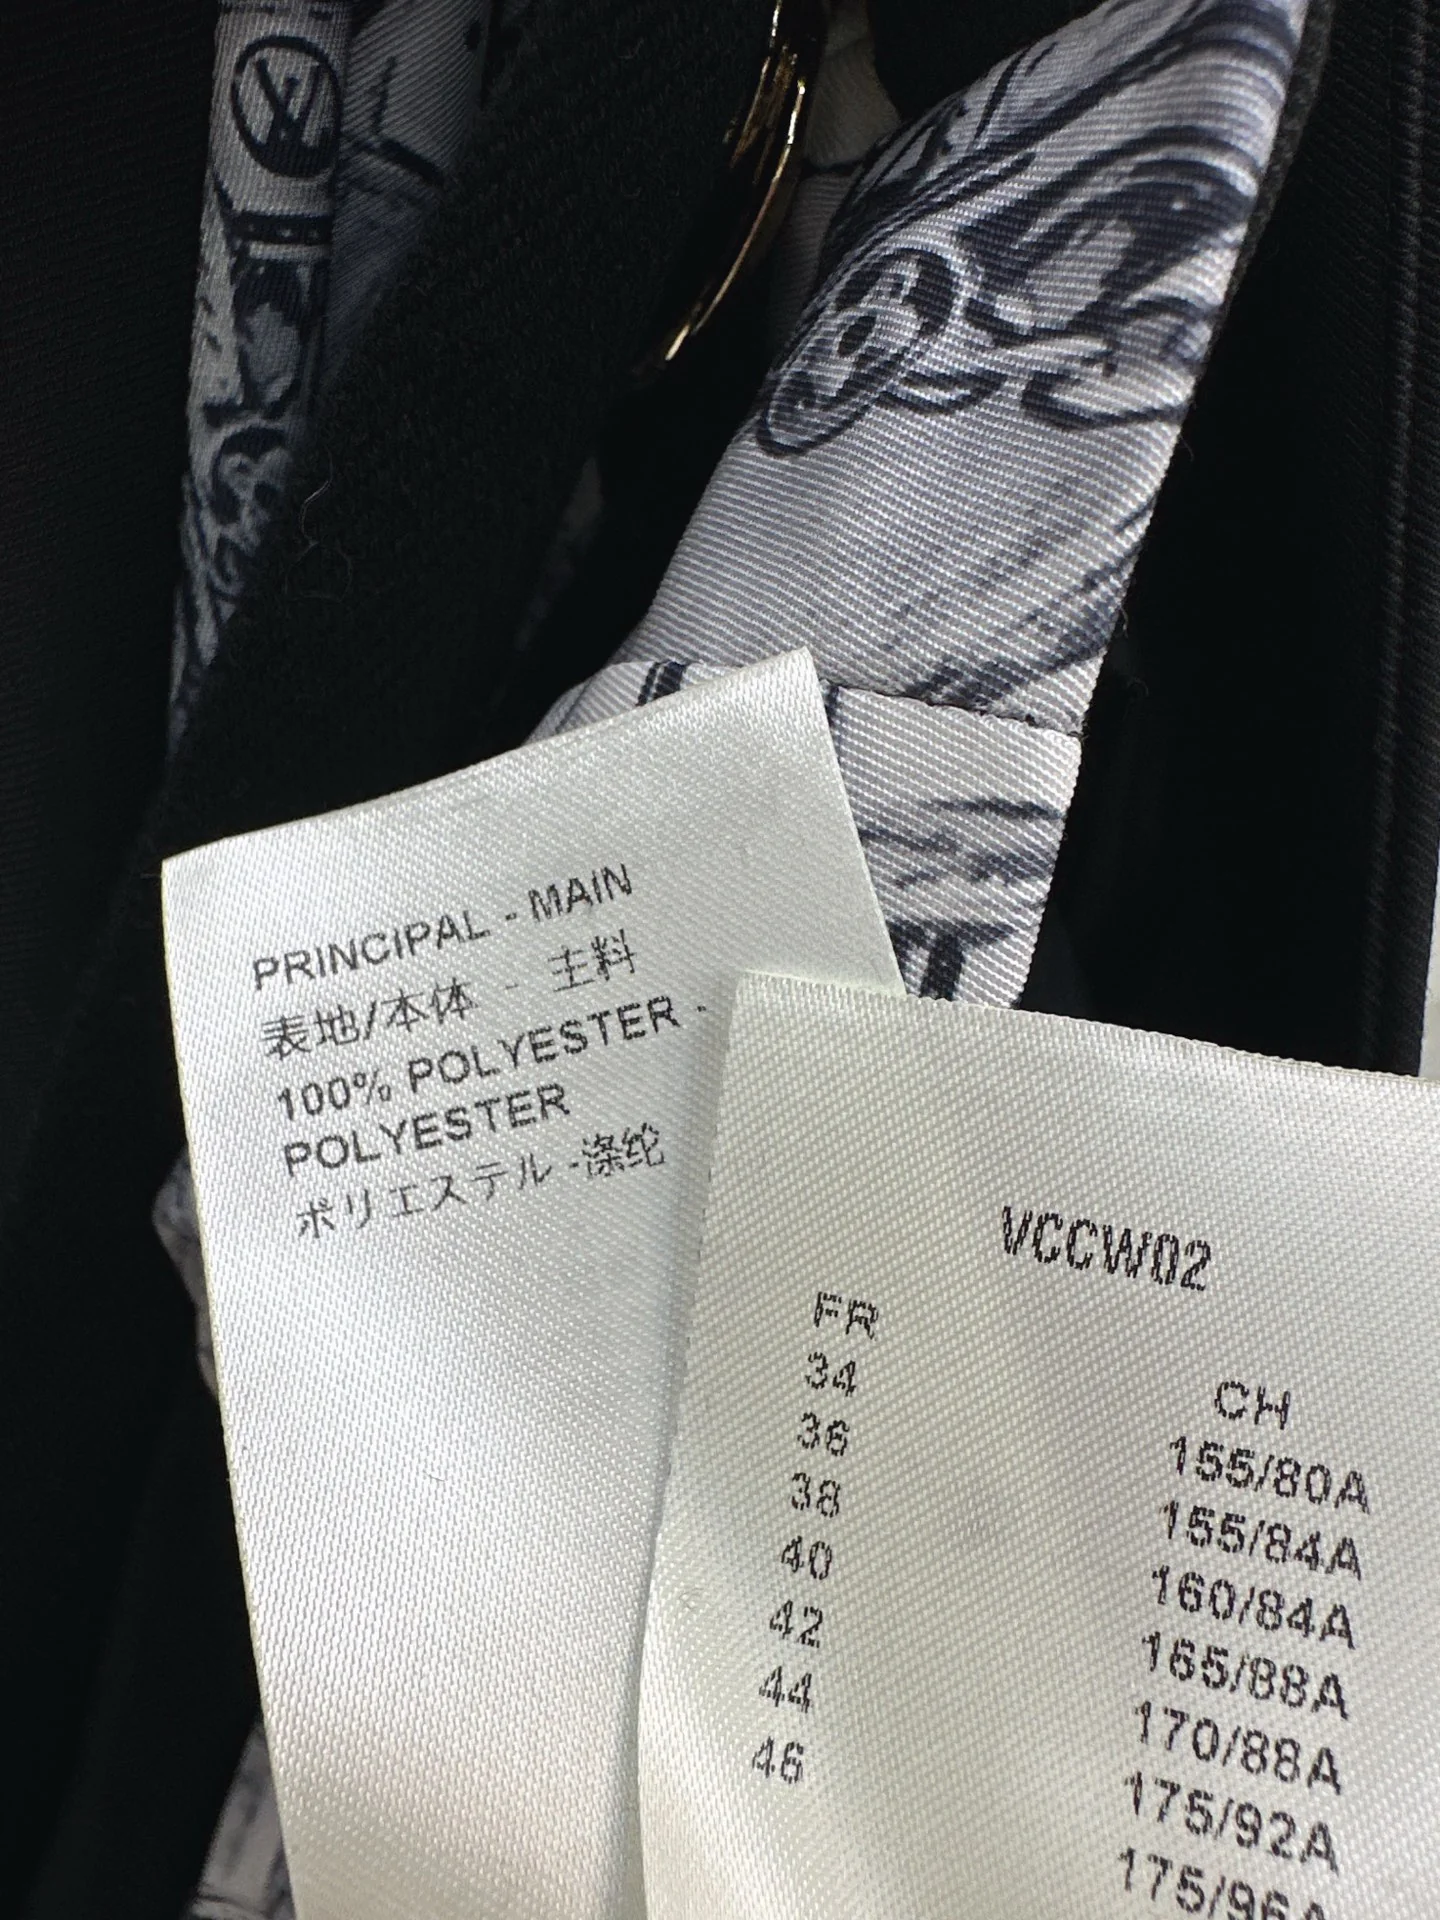 PRINCIPAL - MAIN
表地/本体 - 主料
100% POLYESTER -
POLYESTER
ポリエステル -涤纶
VCCW02
FR
34
36
38
40
42
44
46
CH
155/80A
155/84A
160/84A
165/88A
170/88A
175/92A
175/96A